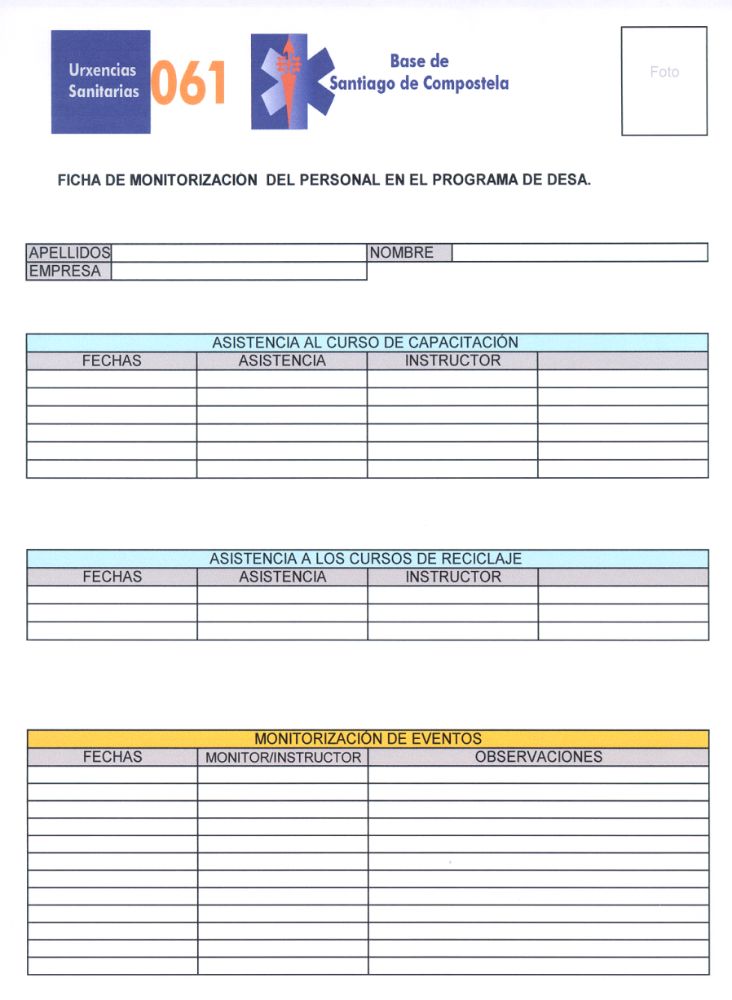 Urxencias
Sanitarias
061
Base de
Santiago de Compostela
Foto
FICHA DE MONITORIZACIÓN DEL PERSONAL EN EL PROGRAMA DE DESA.
APELLIDOS NOMBRE
EMPRESA
ASISTENCIA AL CURSO DE CAPACITACIÓN
FECHAS ASISTENCIA INSTRUCTOR
ASISTENCIA A LOS CURSOS DE RECICLAJE
FECHAS ASISTENCIA INSTRUCTOR
MONITORIZACIÓN DE EVENTOS
FECHAS MONITOR/INSTRUCTOR OBSERVACIONES